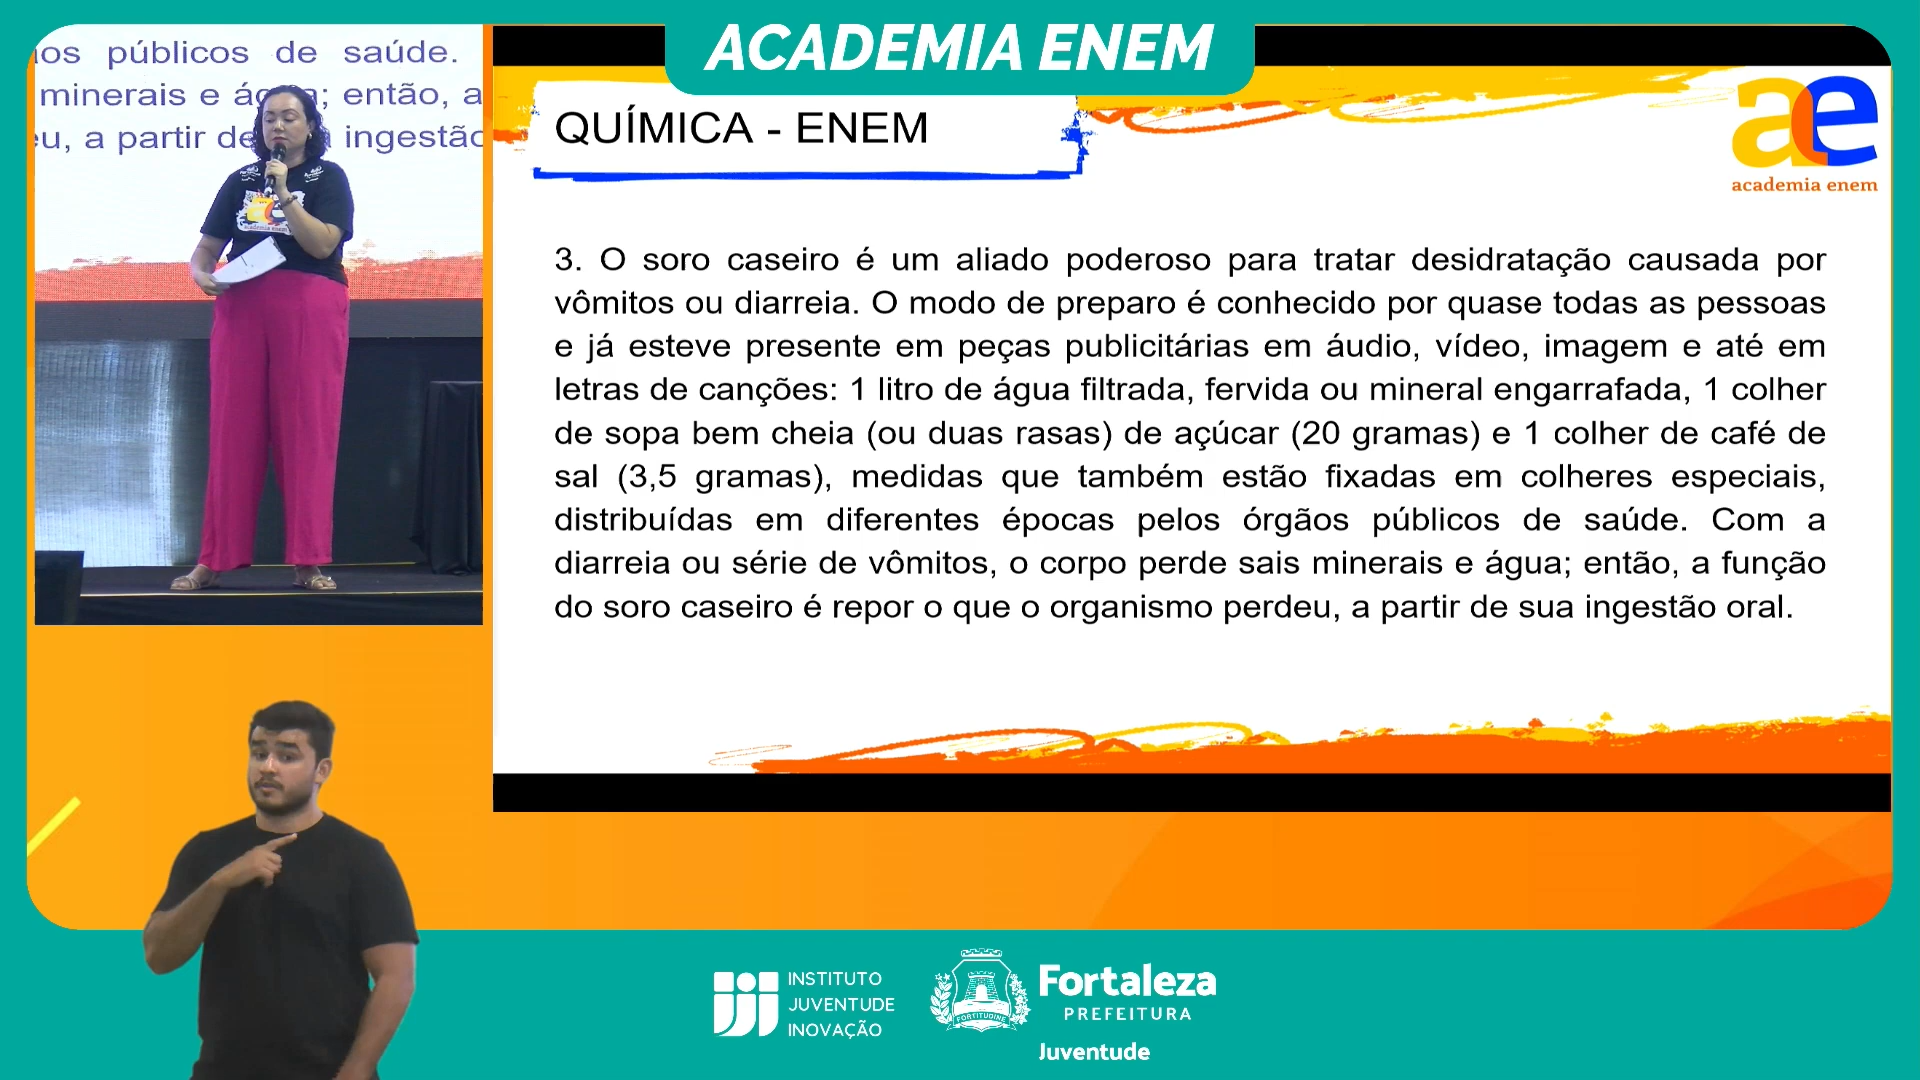 ACADEMIA ENEM
públicos de saúde.
minerais e ; então, a
a partir de ingestão
QUÍMICA - ENEM
ae
academia enem
3. O soro caseiro é um aliado poderoso para tratar desidratação causada por
vômitos ou diarreia. O modo de preparo é conhecido por quase todas as pessoas
e já esteve presente em peças publicitárias em áudio, vídeo, imagem e até em
letras de canções: 1 litro de água filtrada, fervida ou mineral engarrafada, 1 colher
de sopa bem cheia (ou duas rasas) de açúcar (20 gramas) e 1 colher de café de
sal (3,5 gramas), medidas que também estão fixadas em colheres especiais,
distribuídas em diferentes épocas pelos órgãos públicos de saúde. Com a
diarreia ou série de vômitos, o corpo perde sais minerais e água; então, a função
do soro caseiro é repor o que o organismo perdeu, a partir de sua ingestão oral.
academia enem
INSTITUTO
JUVENTUDE
INOVAÇÃO
FORTITUDINE
Fortaleza
PREFEITURA
Juventude